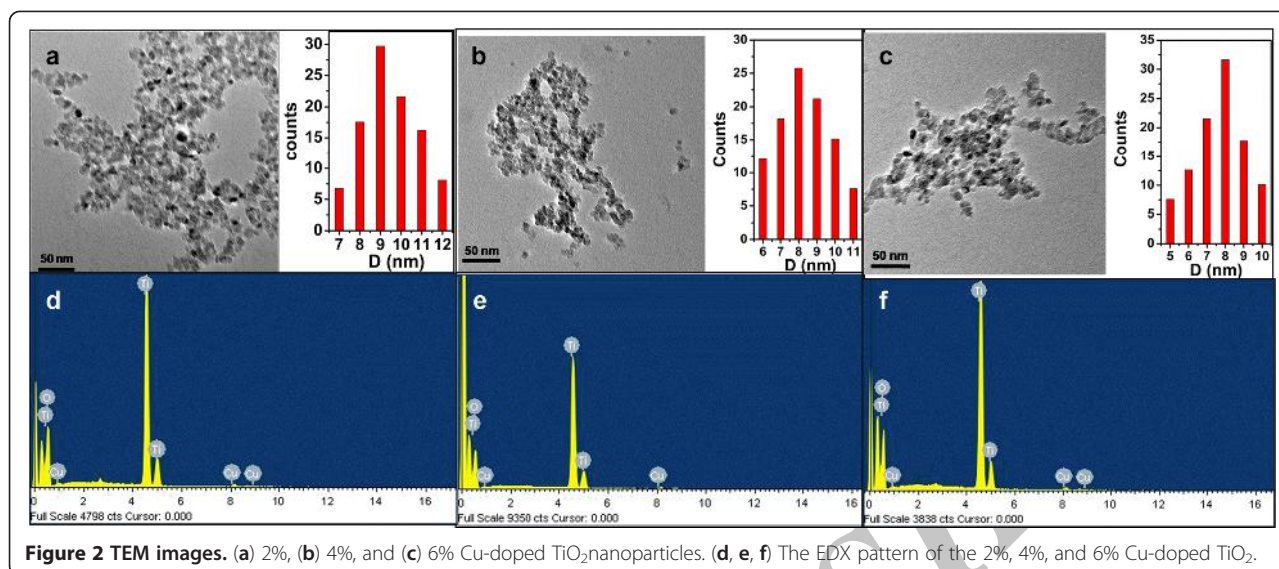 a
50 nm
counts
30
25
20
15
10
5
0
7 8 9 10 11 12
D (nm)
b
50 nm
Counts
30
25
20
15
10
5
0
6 7 8 9 10 11
D (nm)
c
50 nm
Counts
35
30
25
20
15
10
5
0
5 6 7 8 9 10
D (nm)
d
Ti
O
Ti
Ti
Cu
Cu
Cu
0 2 4 6 8 10 12 14 16
Full Scale 4798 cts Cursor: 0.000
e
Ti
O
Ti
Ti
Cu
Cu
0 2 4 6 8 10 12 14 16
Full Scale 9350 cts Cursor: 0.000
f
Ti
O
Ti
Ti
Cu
Cu
Cu
0 2 4 6 8 10 12 14 16
Full Scale 3838 cts Cursor: 0.000
Figure 2 TEM images. (a) 2%, (b) 4%, and (c) 6% Cu-doped TiO₂nanoparticles. (d, e, f) The EDX pattern of the 2%, 4%, and 6% Cu-doped TiO₂.